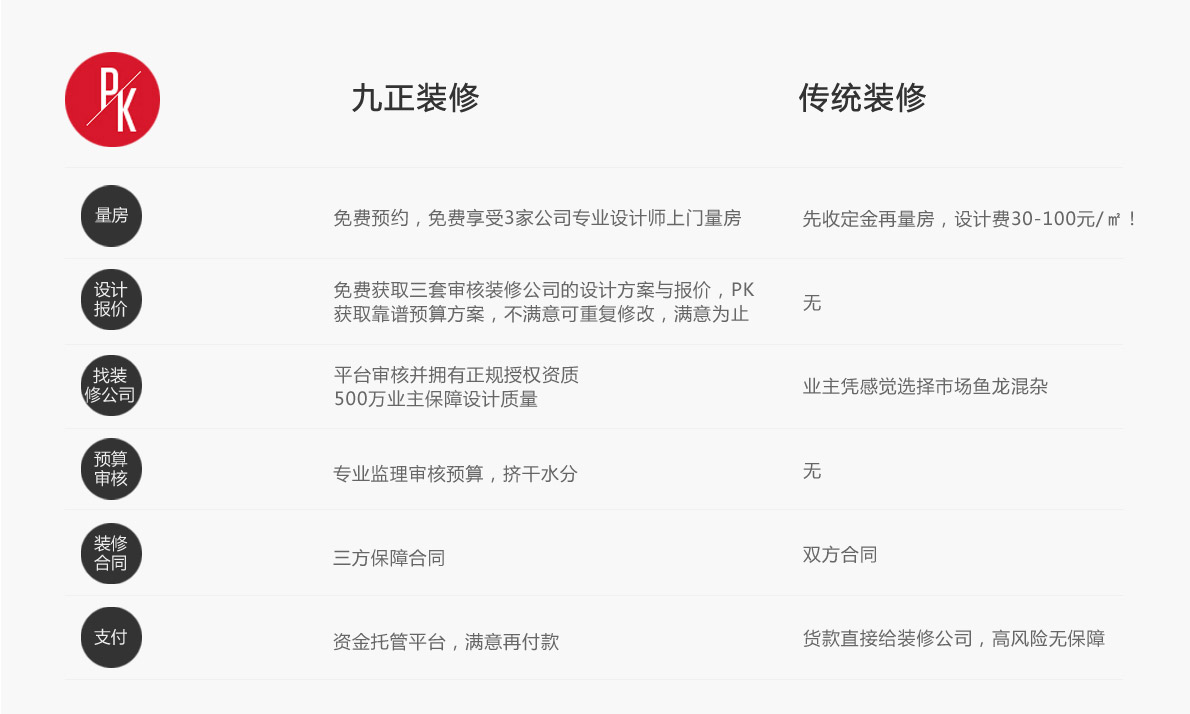 PK
九正装修
传统装修
量房
免费预约，免费享受3家公司专业设计师上门量房
先收定金再量房，设计费30-100元/㎡！
设计
报价
免费获取三套审核装修公司的设计方案与报价，PK
获取靠谱预算方案，不满意可重复修改，满意为止
无
找装
修公司
平台审核并拥有正规授权资质
500万业主保障设计质量
业主凭感觉选择市场鱼龙混杂
预算
审核
专业监理审核预算，挤干水分
无
装修
合同
三方保障合同
双方合同
支付
资金托管平台，满意再付款
货款直接给装修公司，高风险无保障